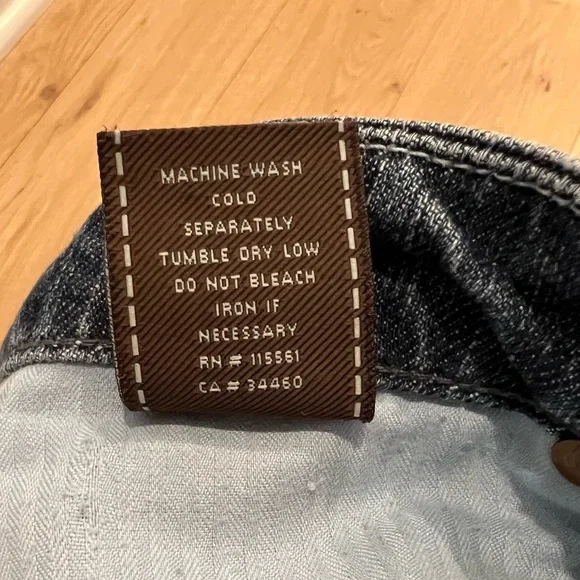 MACHINE WASH
COLD
SEPARATELY
TUMBLE DRY LOW
DO NOT BLEACH
IRON IF
NECESSARY
RN # 115561
CA # 34460